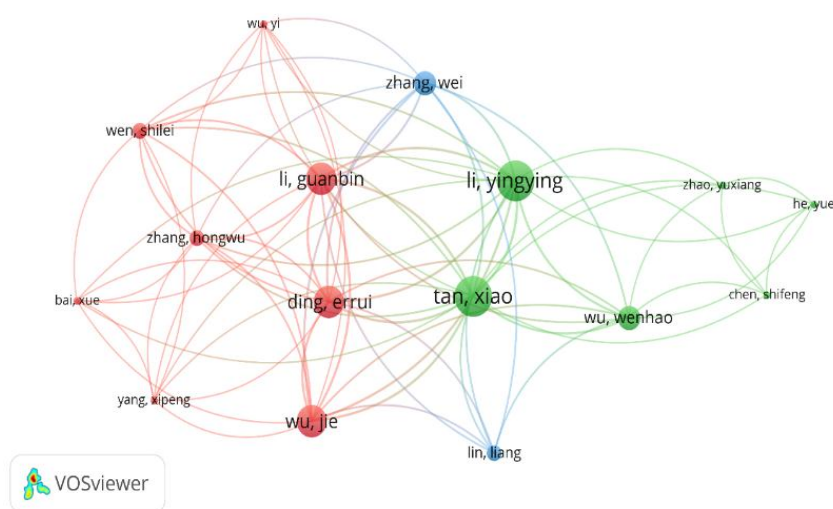 wu, yi
zhang, wei
wen, shilei
li, guanbin
li, yingying
zhao, yuxiang
he, yue
zhang, hongwu
bai, xue
ding, errui
tan, xiao
chen, shifeng
wu, wenhao
yang, xipeng
wu, jie
lin, liang
VOSviewer